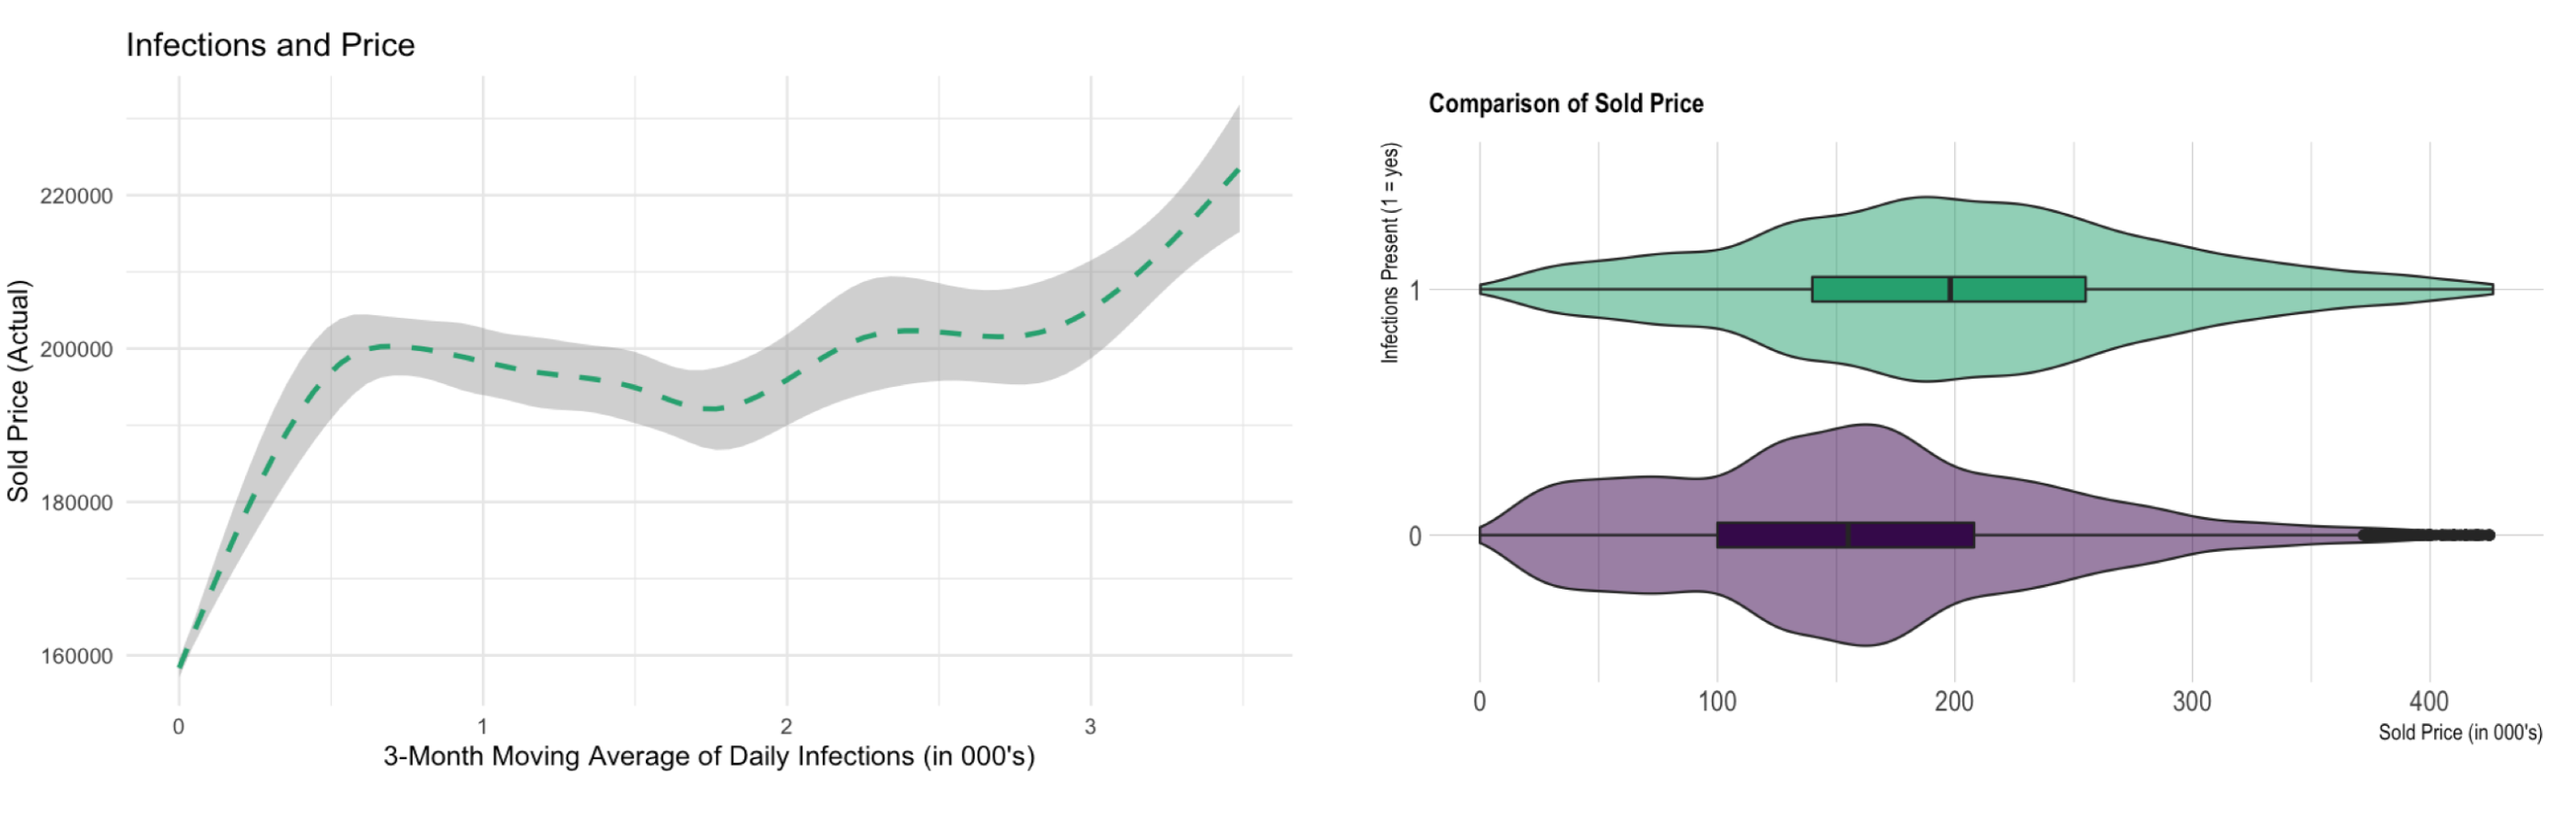 Infections and Price
Sold Price (Actual)
220000
200000
180000
160000
0 1 2 3
3-Month Moving Average of Daily Infections (in 000's)
Comparison of Sold Price
Infections Present (1 = yes)
1
0
0 100 200 300 400
Sold Price (in 000's)